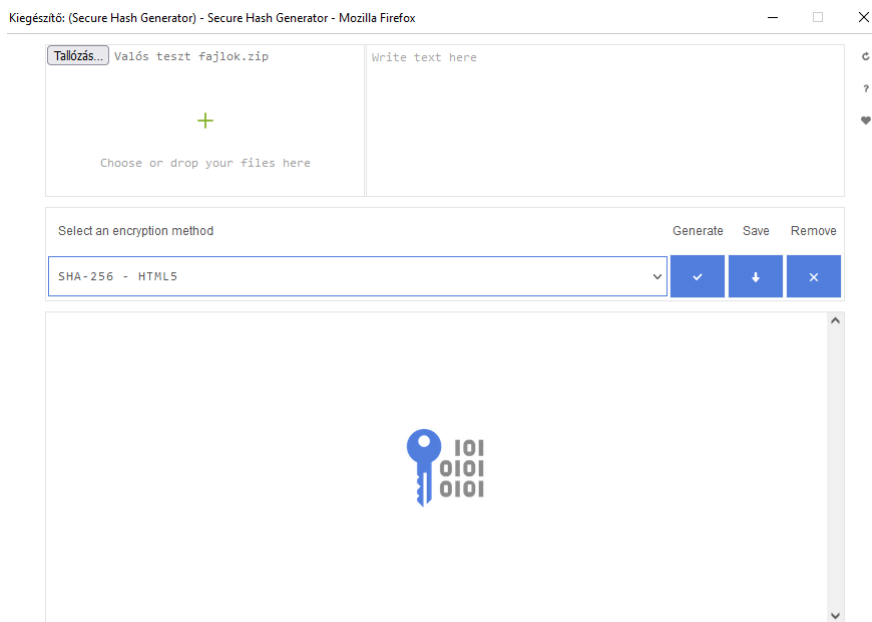 Kiegészítő: (Secure Hash Generator) - Secure Hash Generator - Mozilla Firefox
Tallózás... Valós teszt fajlok.zip
Write text here
Choose or drop your files here
Select an encryption method
Generate Save Remove
SHA-256 - HTML5
101
0101
0101